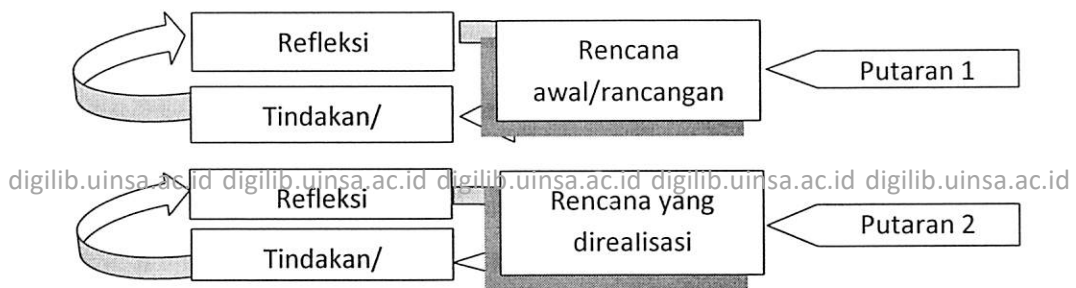 Refleksi
Rencana
awal/rancangan
Putaran 1
Tindakan/
digilib.uinsa.ac.id digilib.uinsa.ac.id digilib.uinsa.ac.id digilib.uinsa.ac.id digilib.uinsa.ac.id
Refleksi
Rencana yang
direalisasi
Putaran 2
Tindakan/